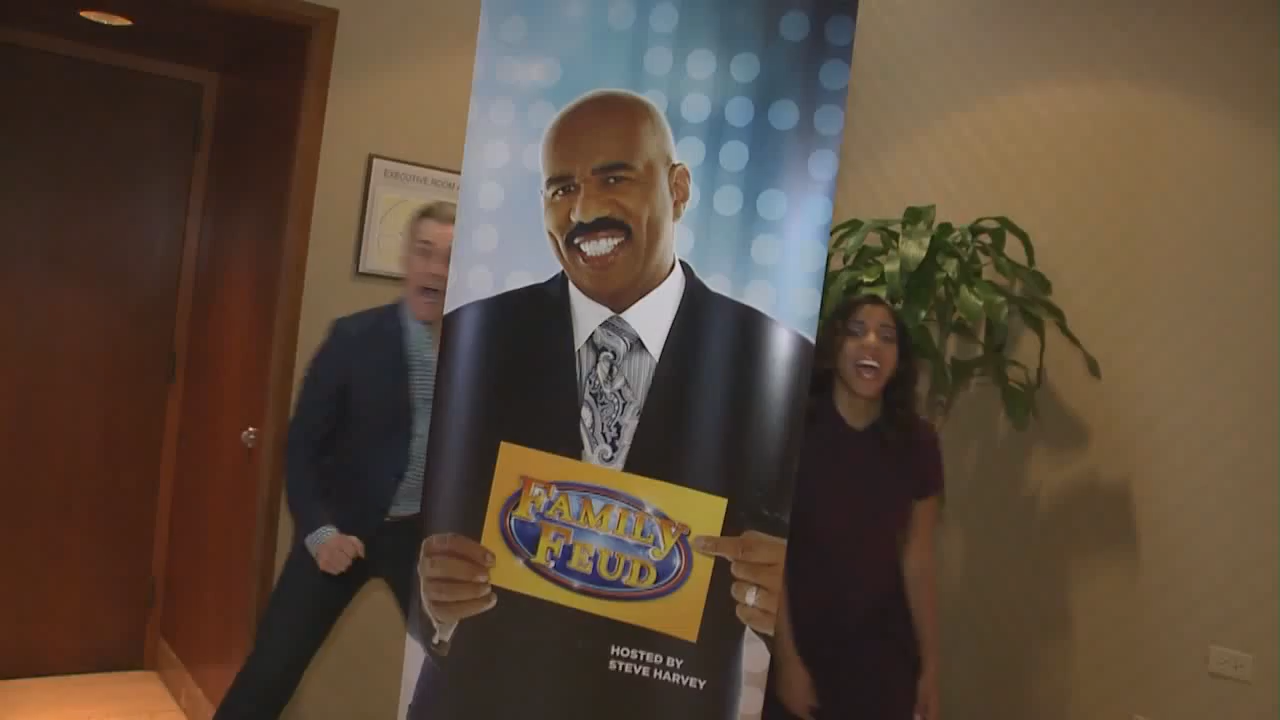 EXECUTIVE ROOM
FAMILY
FEUD
HOSTED BY
STEVE HARVEY